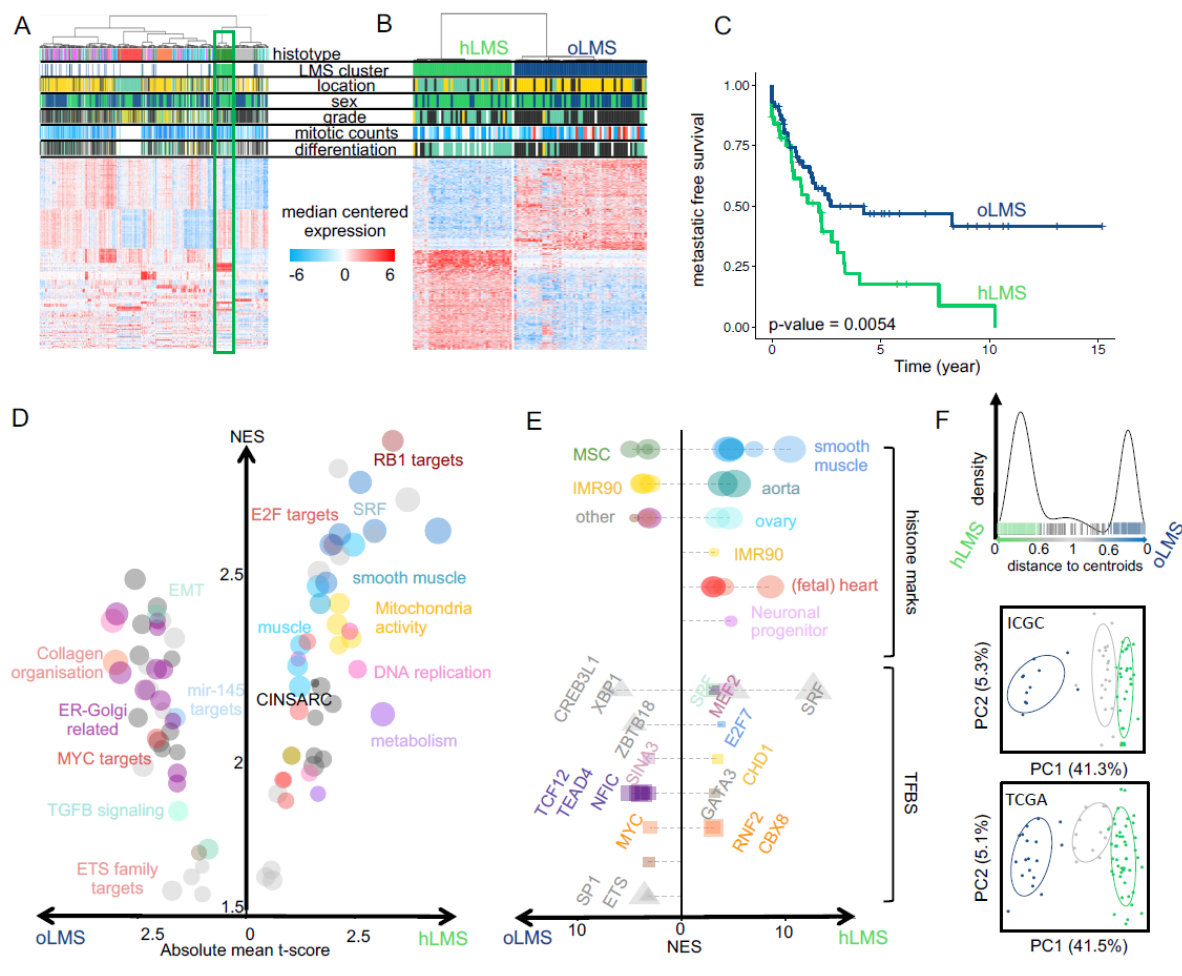 A
histotype
LMS cluster
location
sex
grade
mitotic counts
differentiation
median centered
expression
-6
0
6
B
hLMS
oLMS
C
metastatic free survival
1.00
0.75
0.50
0.25
0.00
oLMS
hLMS
p-value = 0.0054
0
5
10
15
Time (year)
D
NES
RB1 targets
E2F targets
SRF
2.5
EMT
smooth muscle
Mitochondria
activity
muscle
Collagen
organisation
DNA replication
mir-145
targets
CINSARC
ER-Golgi
related
metabolism
MYC targets
2
TGFB signaling
ETS family
targets
1.5
oLMS
2.5
0
2.5
hLMS
Absolute mean t-score
E
MSC
smooth
muscle
IMR90
aorta
other
ovary
IMR90
(fetal) heart
Neuronal
progenitor
histone marks
CREB3L1
XBP1
SRF
MEF2
SRF
ZBTB18
E2F7
SINA3
CHD1
TCF12
TEAD4
NFIC
GATA3
MYC
RNF2
CBX8
SP1
ETS
TFBS
oLMS
10
0
10
hLMS
NES
F
density
hLMS
oLMS
0
0.6
1
0.6
0
distance to centroids
ICGC
PC2 (5.3%)
PC1 (41.3%)
TCGA
PC2 (5.1%)
PC1 (41.5%)